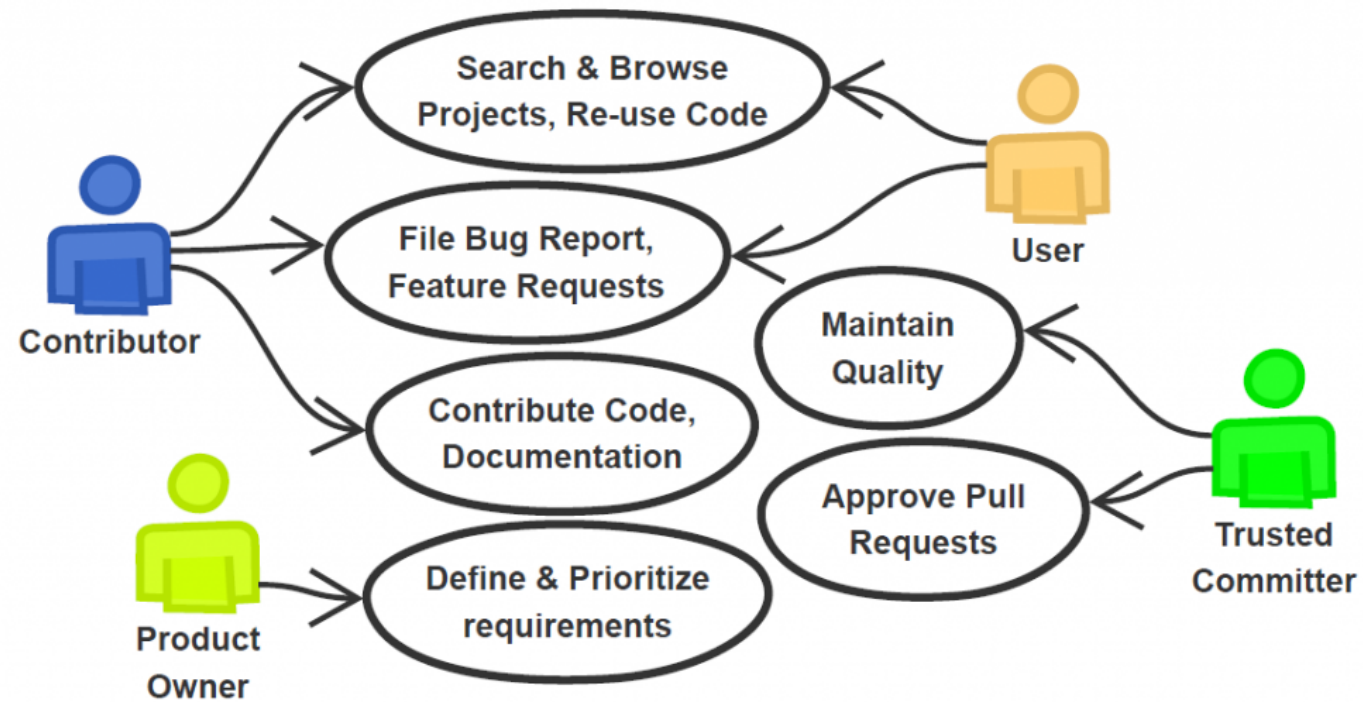 Search & Browse
Projects, Re-use Code
User
File Bug Report,
Feature Requests
Contributor
Maintain
Quality
Contribute Code,
Documentation
Approve Pull
Requests
Trusted
Committer
Define & Prioritize
requirements
Product
Owner